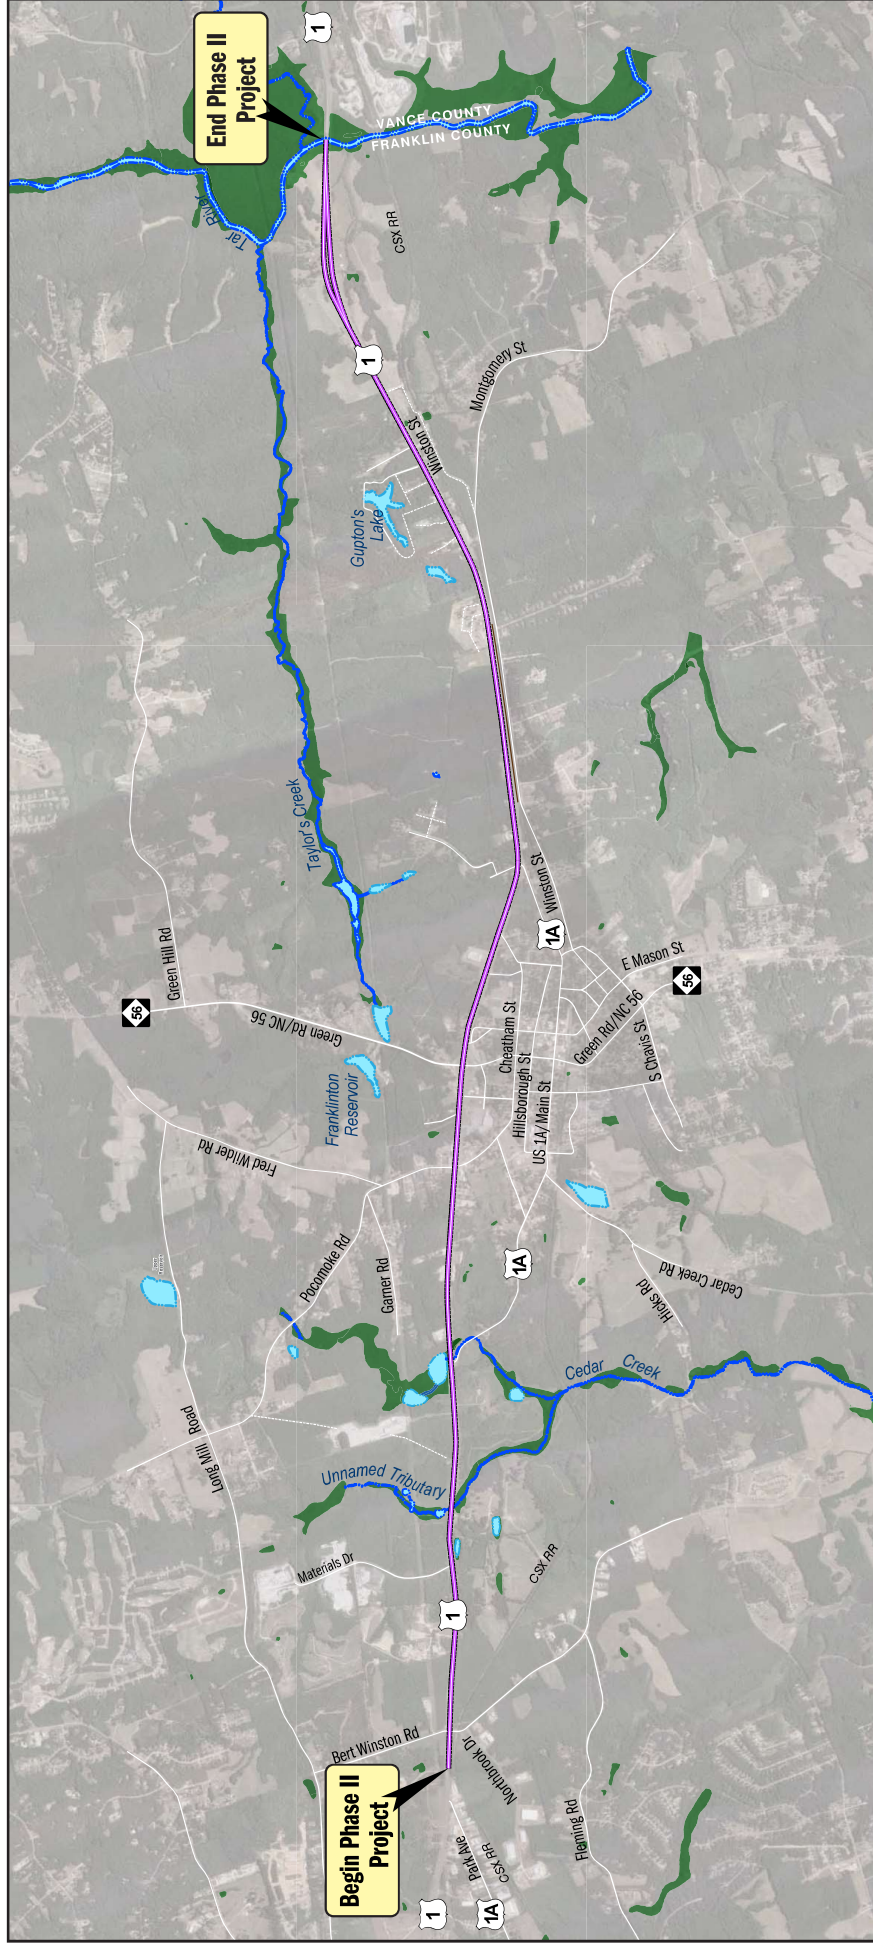 Begin Phase II
Project
End Phase II
Project
1
1A
Park Ave
CSX RR
Northbrook Dr
Bert Winston Rd
Fleming Rd
1
CSX RR
Materials Dr
Unnamed Tributary
Long Mill Road
Cedar Creek
Pocomoke Rd
Garner Rd
Hicks Rd
Cedar Creek Rd
1A
Fred Wilder Rd
Franklinton
Reservoir
Hillsborough St
US 1A/ Main St
Cheatham St
Green Rd/NC 56
Green Rd/NC 56
S Chavis St
E Mason St
56
56
Green Hill Rd
1A
Winston St
Taylor's Creek
Gupton's
Lake
Winston St
Montgomery St
1
CSX RR
Tar
River
VANCE COUNTY
FRANKLIN COUNTY
1